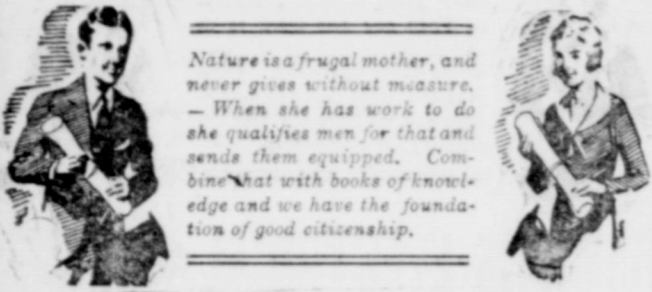 Nature is a frugal mother, and
never gives without measure.
— When she has work to do
she qualifies men for that and
sends them equipped. Com-
bine that with books of knowl-
edge and we have the founda-
tion of good citizenship.